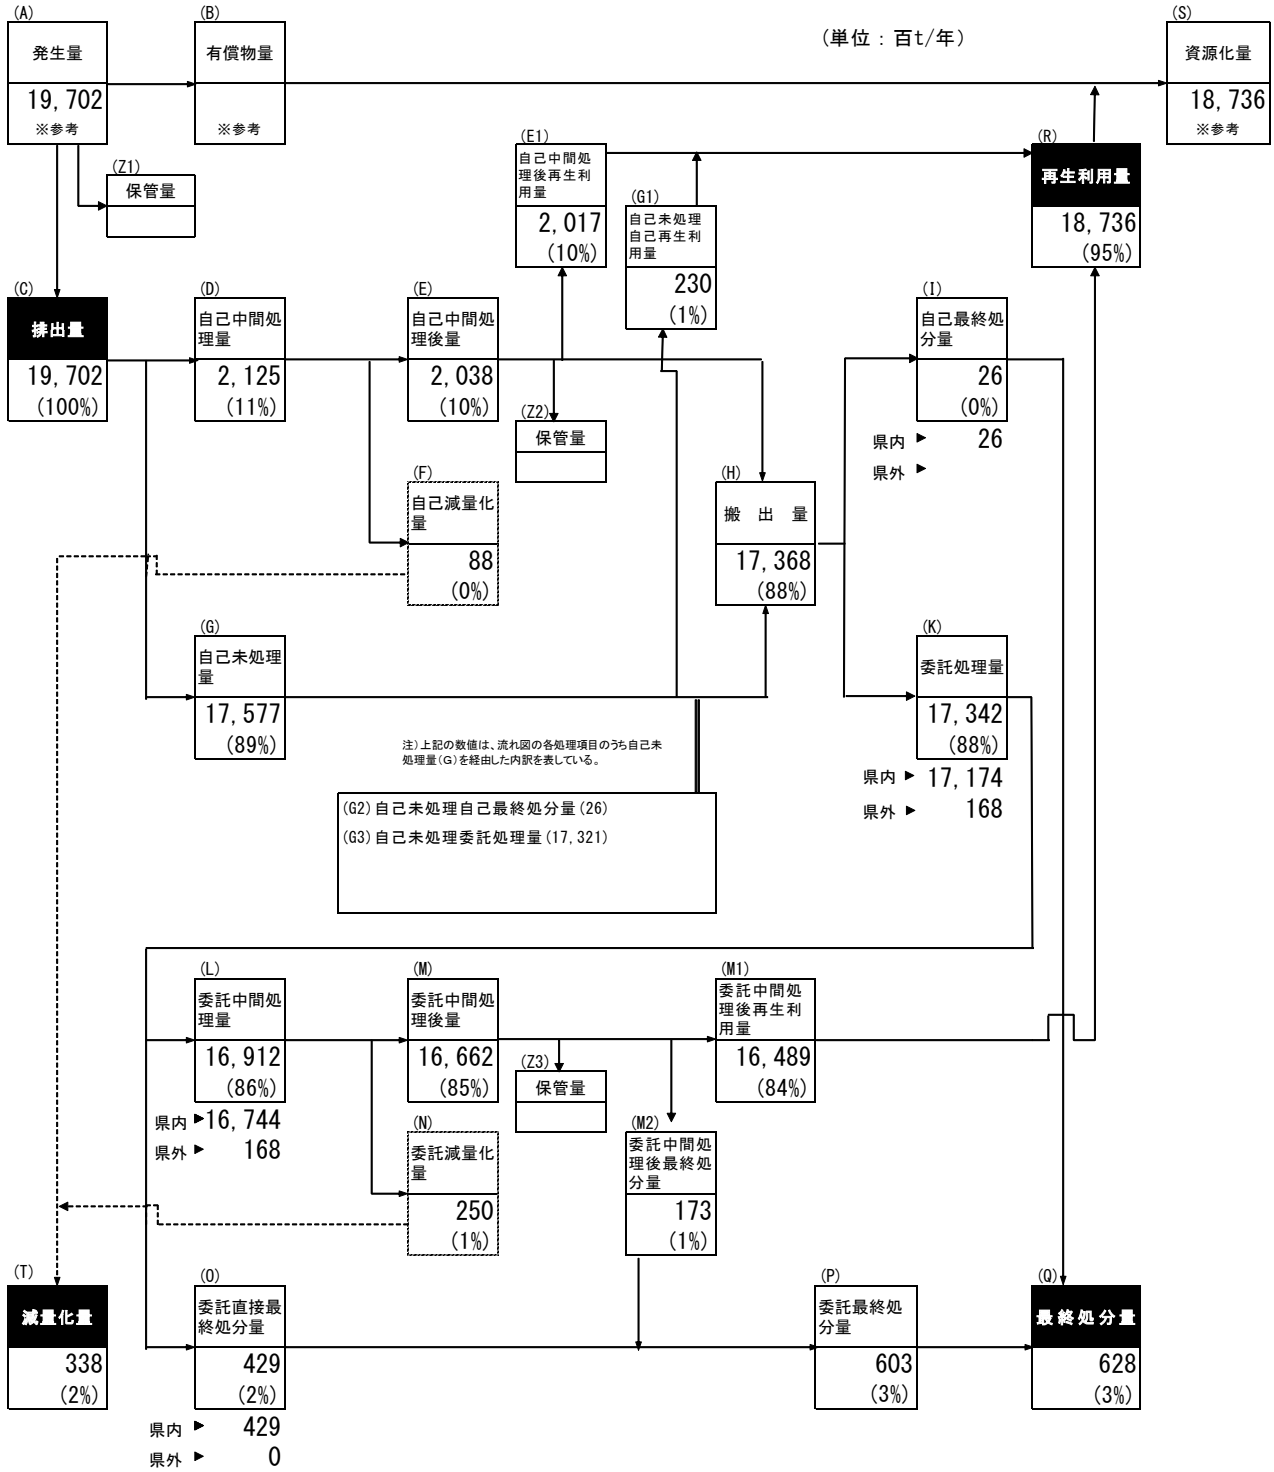 (A)
発生量
19,702
※参考
(B)
有償物量
※参考
(単位：百t/年)
(S)
資源化量
18,736
※参考
(Z1)
保管量
(E1)
自己中間処
理後再生利
用量
2,017
(10%)
(G1)
自己未処理
自己再生利
用量
230
(1%)
(R)
再生利用量
18,736
(95%)
(C)
排出量
19,702
(100%)
(D)
自己中間処
理量
2,125
(11%)
(E)
自己中間処
理後量
2,038
(10%)
(Z2)
保管量
(I)
自己最終処
分量
26
(0%)
県内 ▶ 26
県外 ▶
(F)
自己減量化
量
88
(0%)
(H)
搬 出 量
17,368
(88%)
(G)
自己未処理
量
17,577
(89%)
(K)
委託処理量
17,342
(88%)
県内 ▶ 17,174
県外 ▶ 168
注)上記の数値は、流れ図の各処理項目のうち自己未
処理量(G)を経由した内訳を表している。
(G2)自己未処理自己最終処分量(26)
(G3)自己未処理委託処理量(17,321)
(L)
委託中間処
理量
16,912
(86%)
県内 ▶ 16,744
県外 ▶ 168
(M)
委託中間処
理後量
16,662
(85%)
(Z3)
保管量
(M1)
委託中間処
理後再生利
用量
16,489
(84%)
(N)
委託減量化
量
250
(1%)
(M2)
委託中間処
理後最終処
分量
173
(1%)
(T)
減量化量
338
(2%)
(O)
委託直接最
終処分量
429
(2%)
県内 ▶ 429
県外 ▶ 0
(P)
委託最終処
分量
603
(3%)
(Q)
最終処分量
628
(3%)